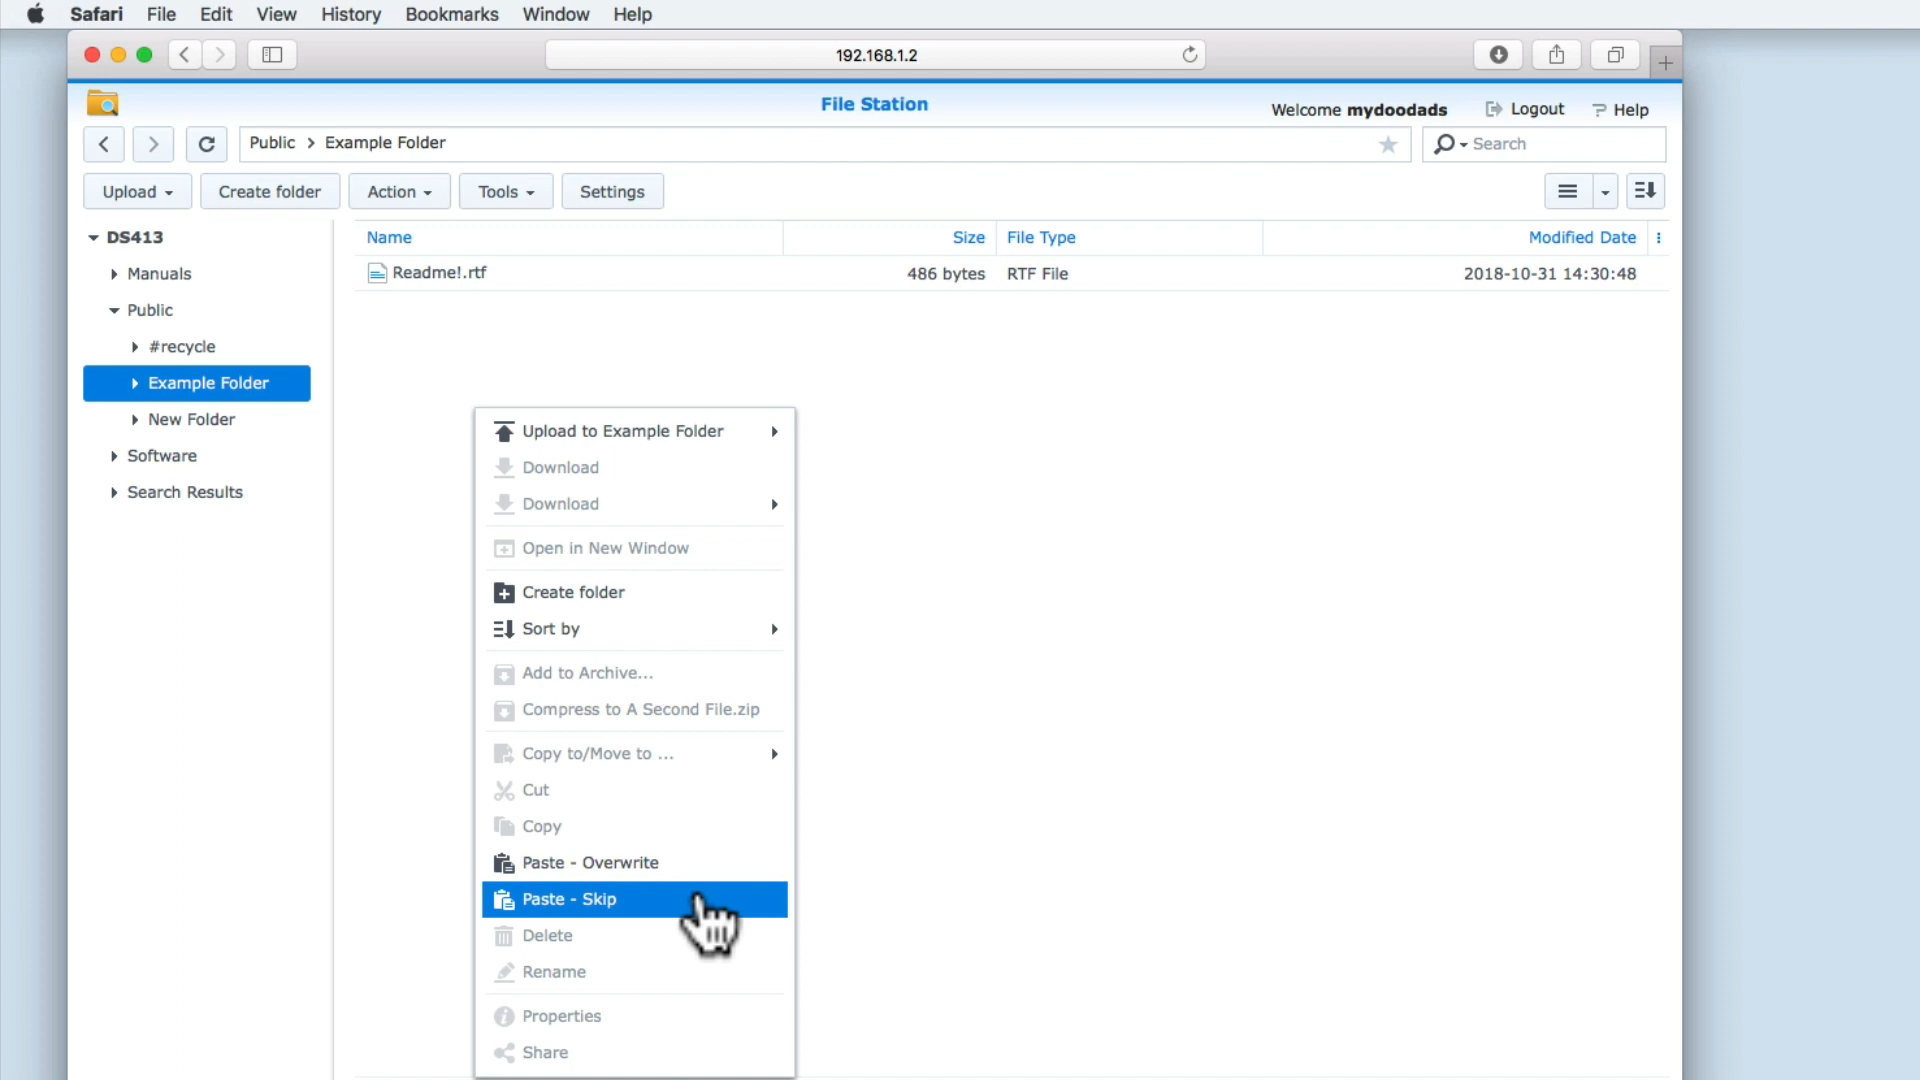 Safari File Edit View History Bookmarks Window Help
192.168.1.2
File Station
Welcome mydoodads Logout Help
Public > Example Folder
Search
Upload Create folder Action Tools Settings
DS413
Manuals
Public
#recycle
Example Folder
New Folder
Software
Search Results
Name Size File Type Modified Date
Readme!.rtf 486 bytes RTF File 2018-10-31 14:30:48
Upload to Example Folder
Download
Download
Open in New Window
Create folder
Sort by
Add to Archive...
Compress to A Second File.zip
Copy to/Move to ...
Cut
Copy
Paste - Overwrite
Paste - Skip
Delete
Rename
Properties
Share